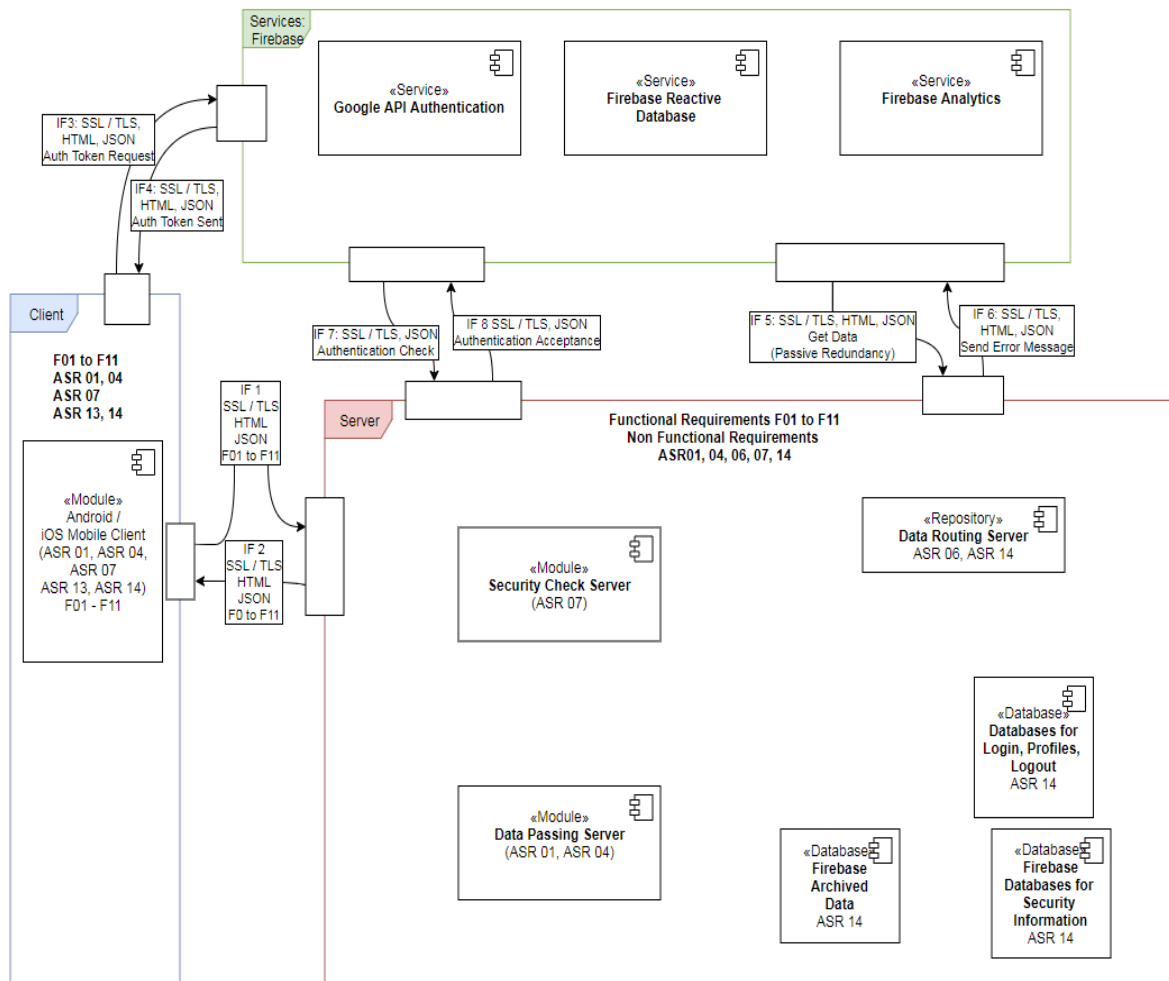 Services:
Firebase
«Service»
Google API Authentication
«Service»
Firebase Reactive
Database
«Service»
Firebase Analytics
IF3: SSL / TLS,
HTML, JSON
Auth Token Request
IF4: SSL / TLS,
HTML, JSON
Auth Token Sent
Client
F01 to F11
ASR 01, 04
ASR 07
ASR 13, 14
IF 7: SSL / TLS, JSON
Authentication Check
IF 8 SSL / TLS, JSON
Authentication Acceptance
IF 5: SSL / TLS, HTML, JSON
Get Data
(Passive Redundancy)
IF 6: SSL / TLS,
HTML, JSON
Send Error Message
IF 1
SSL / TLS
HTML
JSON
F01 to F11
Server
Functional Requirements F01 to F11
Non Functional Requirements
ASR01, 04, 06, 07, 14
«Module»
Android /
iOS Mobile Client
(ASR 01, ASR 04,
ASR 07
ASR 13, ASR 14)
F01 - F11
IF 2
SSL / TLS
HTML
JSON
F0 to F11
«Module»
Security Check Server
(ASR 07)
«Repository»
Data Routing Server
ASR 06, ASR 14
«Database»
Databases for
Login, Profiles,
Logout
ASR 14
«Module»
Data Passing Server
(ASR 01, ASR 04)
«Database»
Firebase
Archived
Data
ASR 14
«Database»
Firebase
Databases for
Security
Information
ASR 14